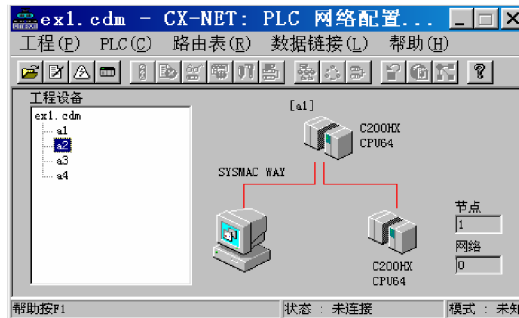 ex1.cdm - CX-NET: PLC 网络配置...
工程(P) PLC(C) 路由表(R) 数据链接(L) 帮助(H)
工程设备
ex1.cdm
a1
a2
a3
a4
[a1]
C200HX
CPU64
SYSMAC WAY
C200HX
CPU64
节点
1
网络
0
帮助按F1
状态 : 未连接
模式 : 未知